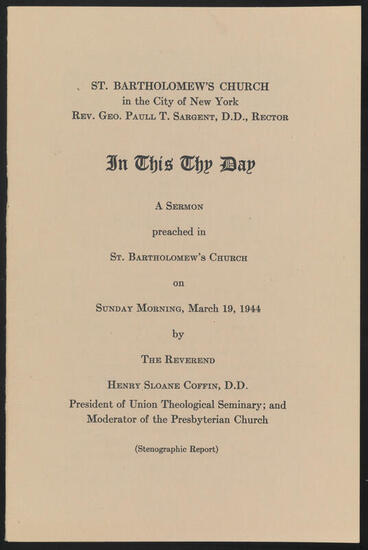 ST. BARTHOLOMEW'S CHURCH
in the City of New York
REV. GEO. PAULL T. SARGENT, D.D., RECTOR
In This Thy Day
A SERMON
preached in
ST. BARTHOLOMEW'S CHURCH
on
SUNDAY MORNING, March 19, 1944
by
THE REVEREND
HENRY SLOANE COFFIN, D.D.
President of Union Theological Seminary; and
Moderator of the Presbyterian Church
(Stenographic Report)